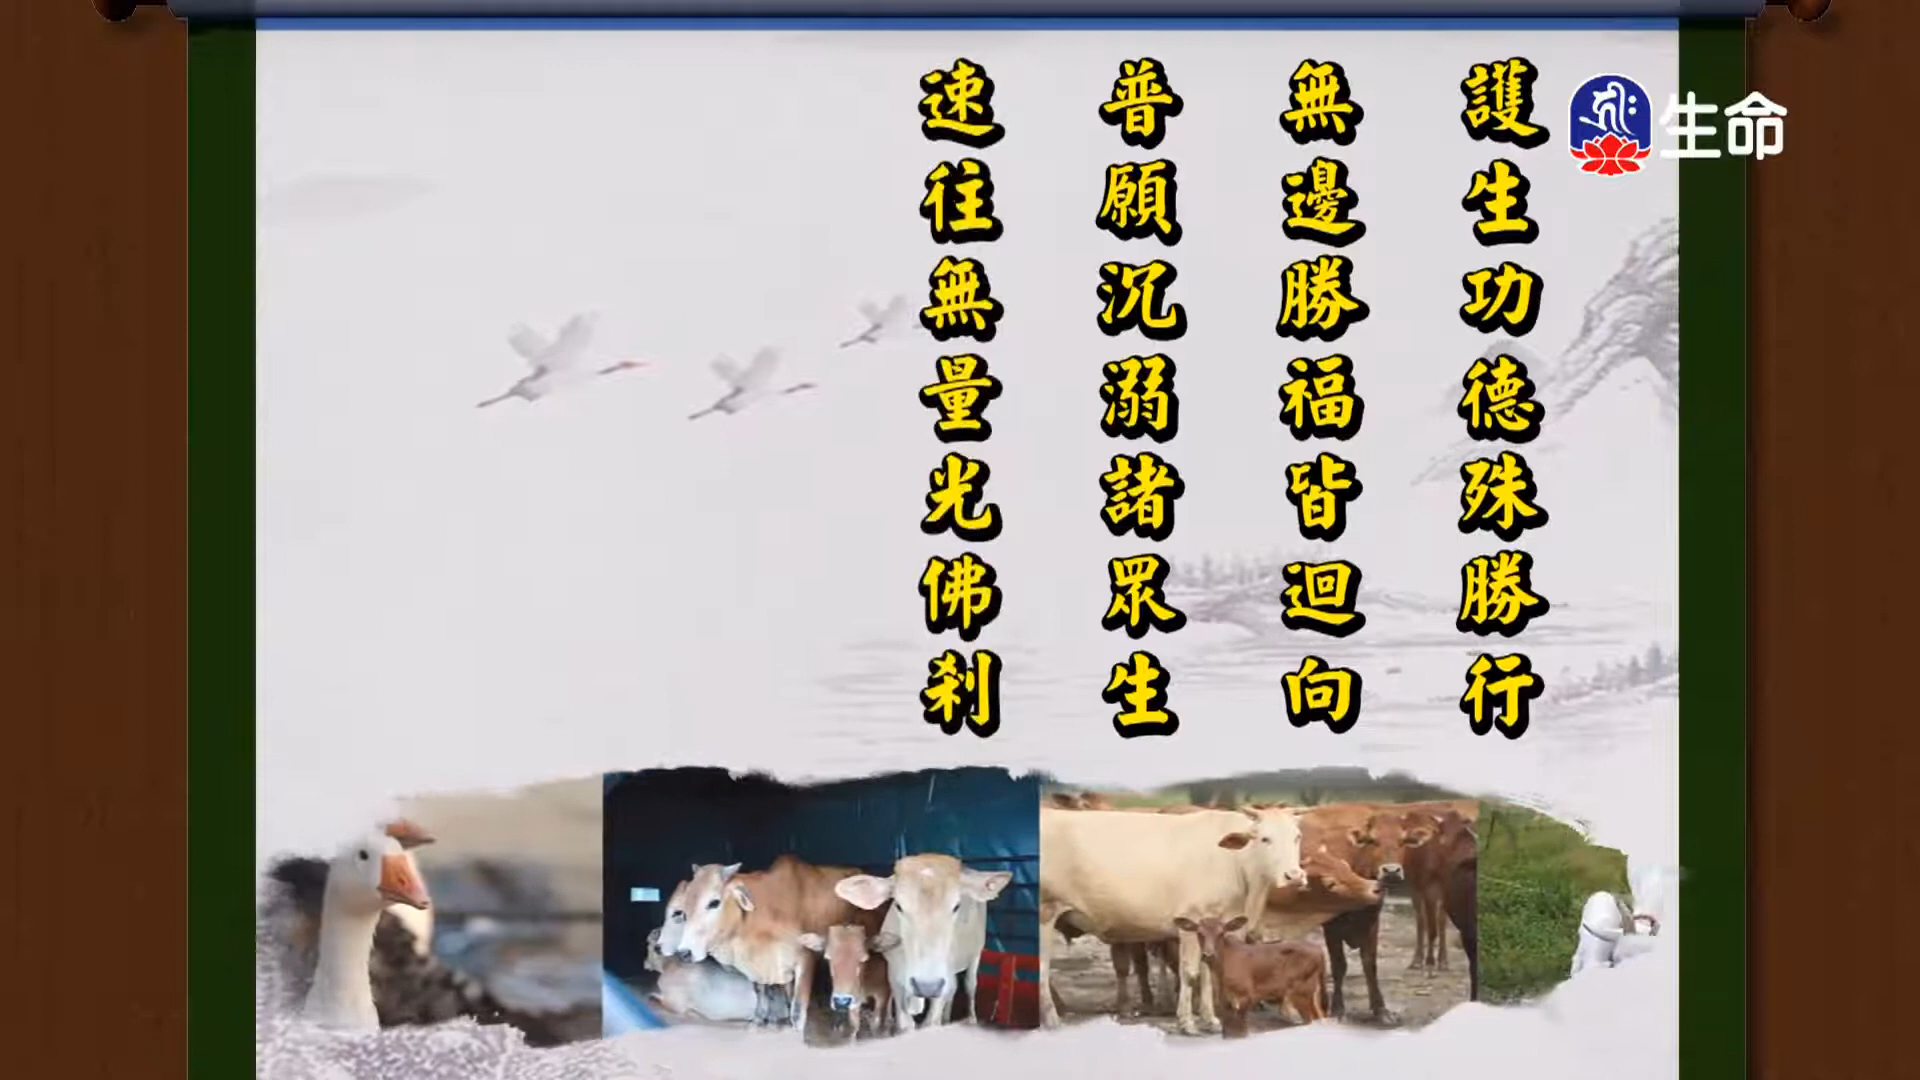 護生功德殊勝行
無邊勝福皆迴向
普願沉溺諸眾生
速往無量光佛剎
生命